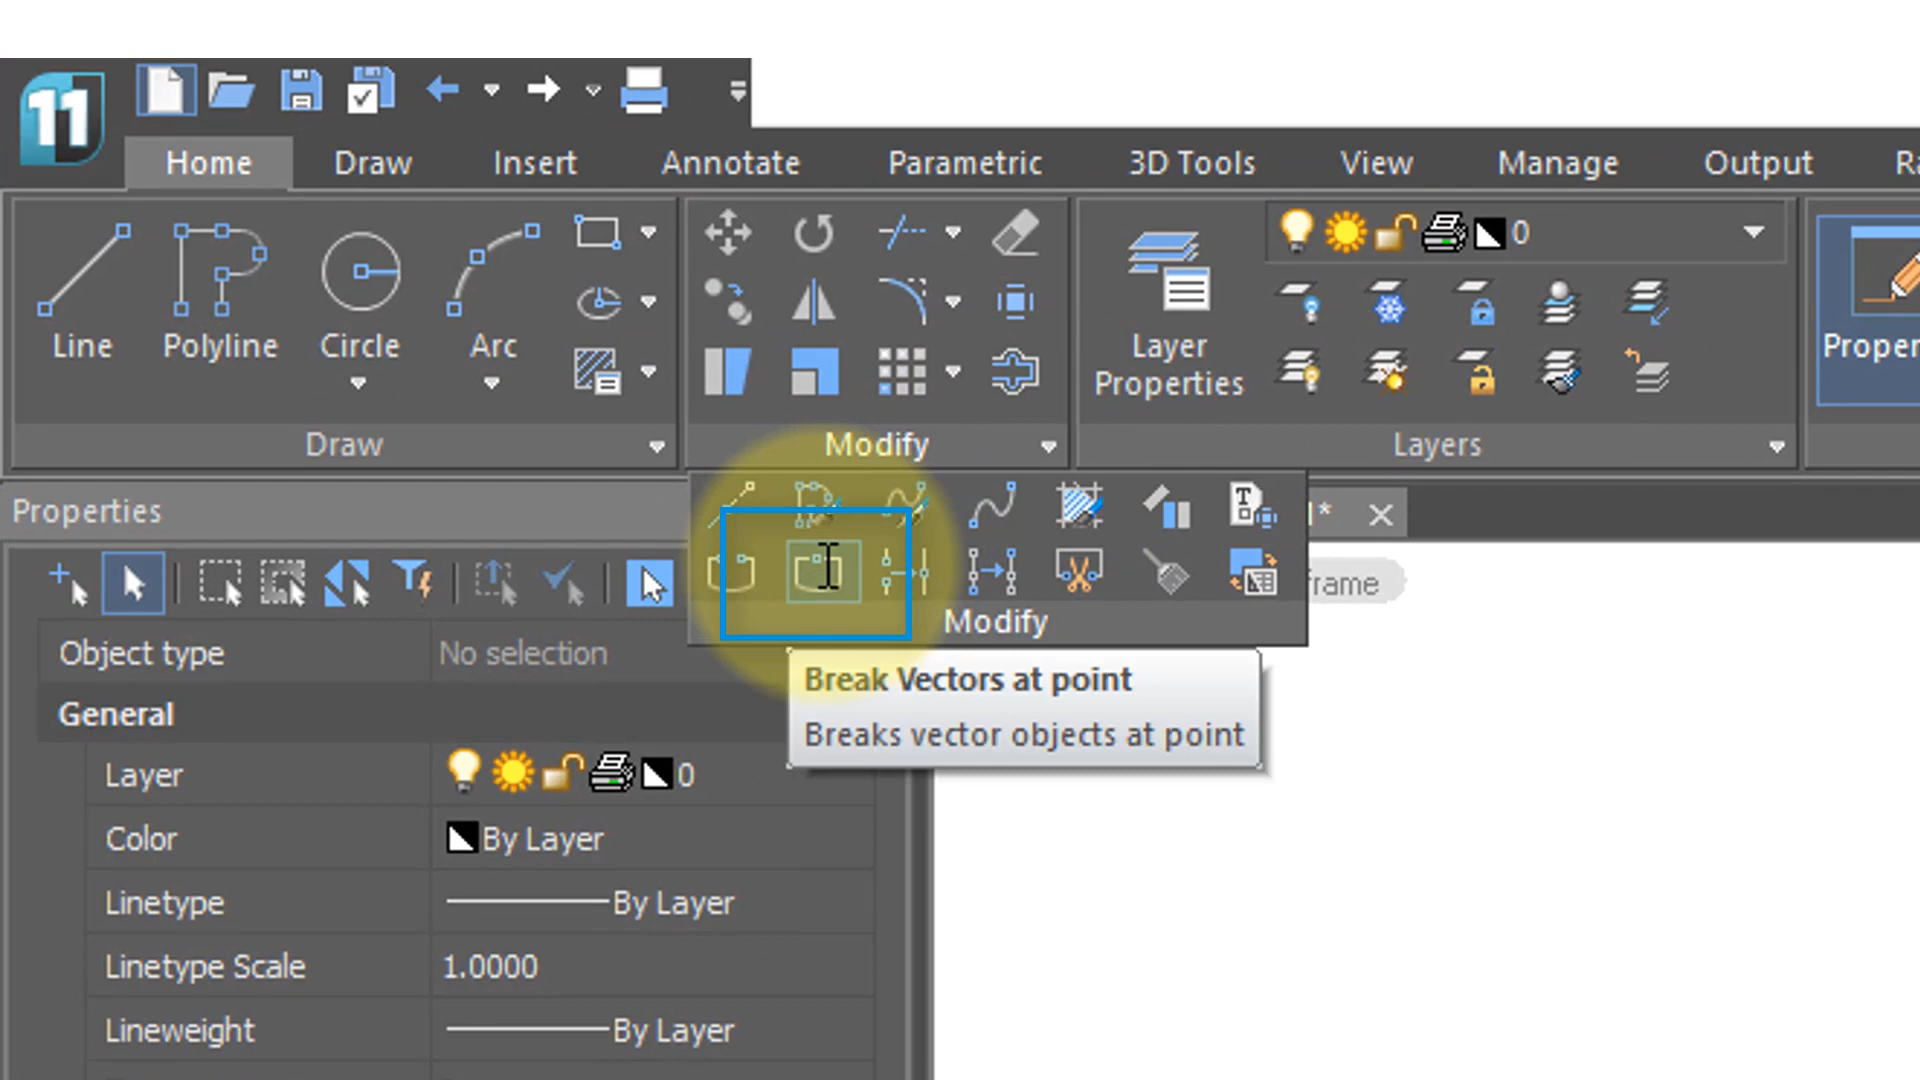 11
Home Draw Insert Annotate Parametric 3D Tools View Manage Output
0
Line Polyline Circle Arc
Layer
Properties
Draw Modify Layers
Properties
*
frame
Modify
Break Vectors at point
Breaks vector objects at point
Object type No selection
General
Layer 0
Color By Layer
Linetype By Layer
Linetype Scale 1.0000
Lineweight By Layer